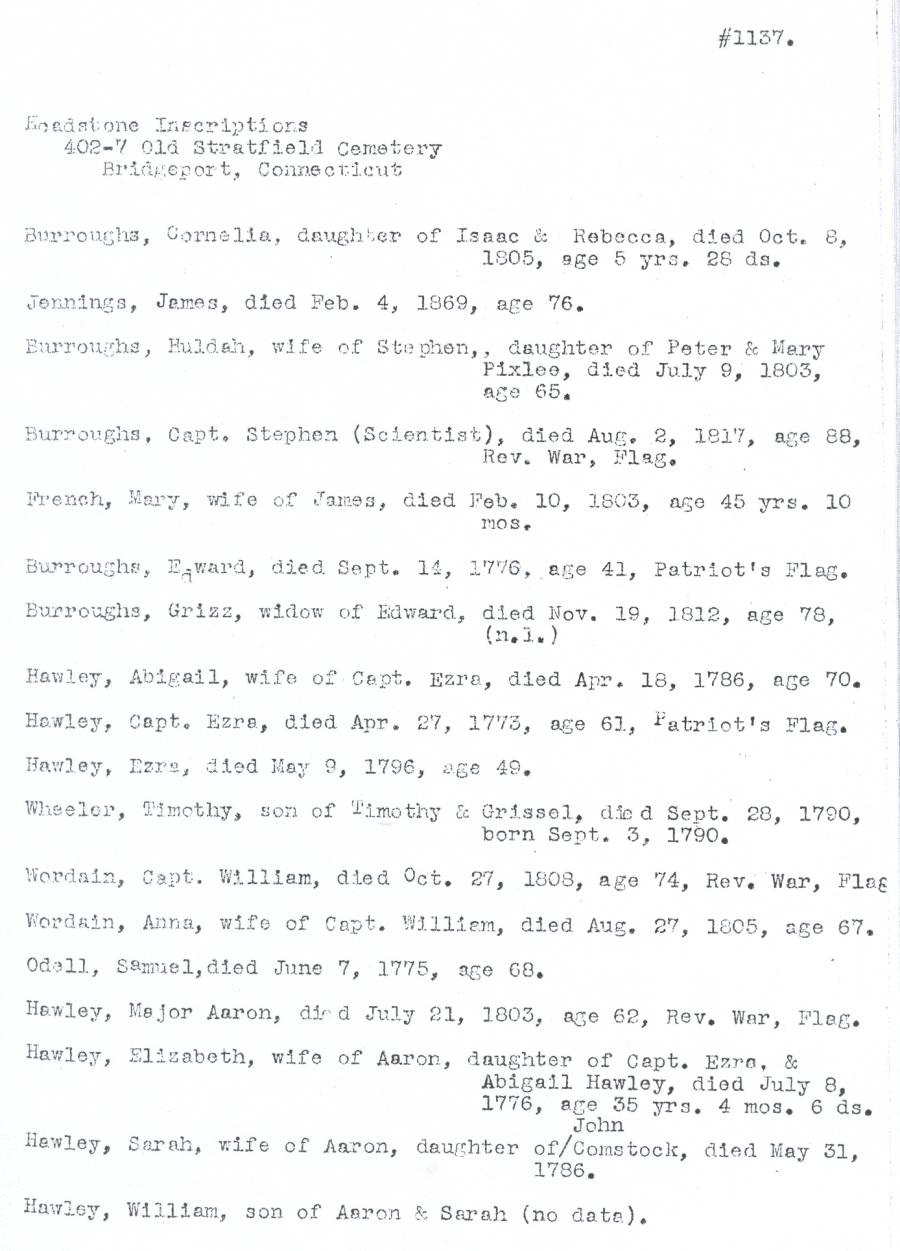 #1137.
Headstone Inscriptions
402-7 Old Stratfield Cemetery
Bridgeport, Connecticut
Burroughs, Cornelia, daughter of Isaac & Rebecca, died Oct. 8,
1805, age 5 yrs. 28 ds.
Jennings, James, died Feb. 4, 1869, age 76.
Burroughs, Huldah, wife of Stephen,, daughter of Peter & Mary
Pixlee, died July 9, 1803,
age 65.
Burroughs, Capt. Stephen (Scientist), died Aug. 2, 1817, age 88,
Rev. War, Flag.
French, Mary, wife of James, died Feb. 10, 1803, age 45 yrs. 10
mos.
Burroughs, Edward, died Sept. 14, 1776, age 41, Patriot's Flag.
Burroughs, Grizz, widow of Edward, died Nov. 19, 1812, age 78,
(n.i.)
Hawley, Abigail, wife of Capt. Ezra, died Apr. 18, 1786, age 70.
Hawley, Capt. Ezra, died Apr. 27, 1773, age 61, Patriot's Flag.
Hawley, Ezra, died May 9, 1796, age 49.
Wheeler, Timothy, son of Timothy & Grissel, died Sept. 28, 1790,
born Sept. 3, 1790.
Wordain, Capt. William, died Oct. 27, 1808, age 74, Rev. War, Flag
Wordain, Anna, wife of Capt. William, died Aug. 27, 1805, age 67.
Odell, Samuel,died June 7, 1775, age 68.
Hawley, Major Aaron, died July 21, 1803, age 62, Rev. War, Flag.
Hawley, Elizabeth, wife of Aaron, daughter of Capt. Ezra, &
Abigail Hawley, died July 8,
1776, age 35 yrs. 4 mos. 6 ds.
John
Hawley, Sarah, wife of Aaron, daughter of/Comstock, died May 31,
1786.
Hawley, William, son of Aaron & Sarah (no data).